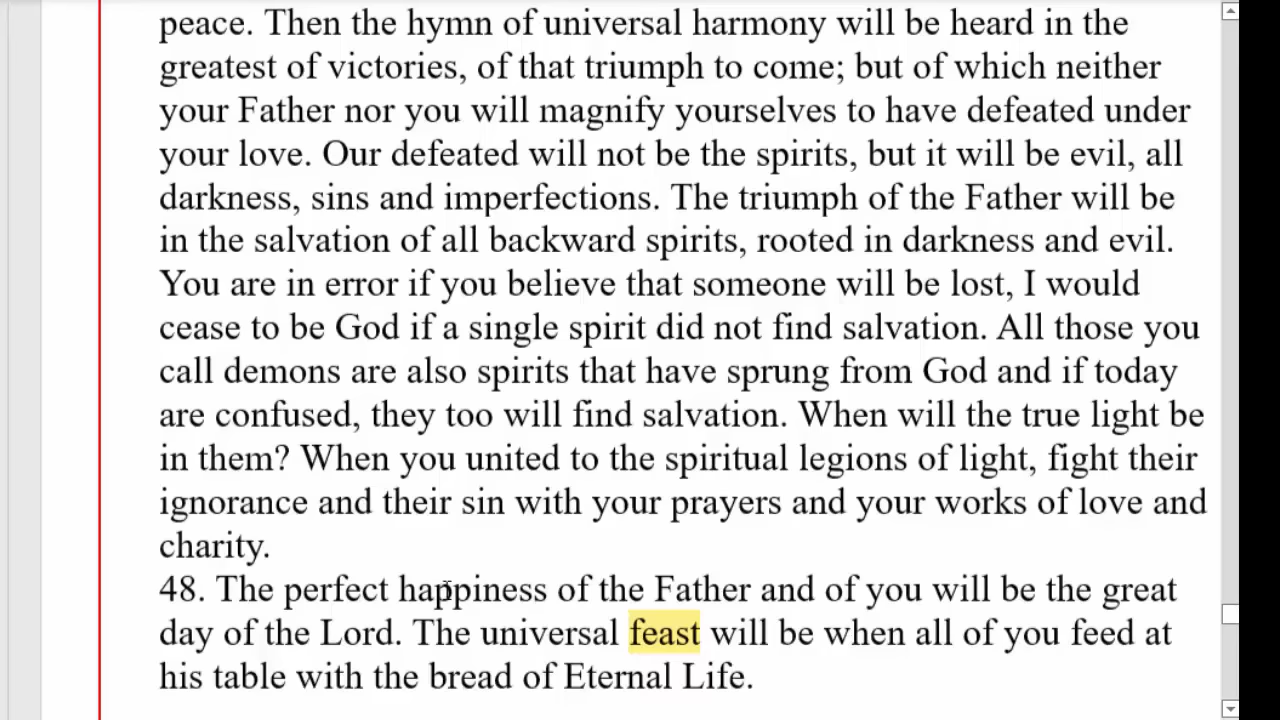 peace. Then the hymn of universal harmony will be heard in the
greatest of victories, of that triumph to come; but of which neither
your Father nor you will magnify yourselves to have defeated under
your love. Our defeated will not be the spirits, but it will be evil, all
darkness, sins and imperfections. The triumph of the Father will be
in the salvation of all backward spirits, rooted in darkness and evil.
You are in error if you believe that someone will be lost, I would
cease to be God if a single spirit did not find salvation. All those you
call demons are also spirits that have sprung from God and if today
are confused, they too will find salvation. When will the true light be
in them? When you united to the spiritual legions of light, fight their
ignorance and their sin with your prayers and your works of love and
charity.
48. The perfect happiness of the Father and of you will be the great
day of the Lord. The universal feast will be when all of you feed at
his table with the bread of Eternal Life.